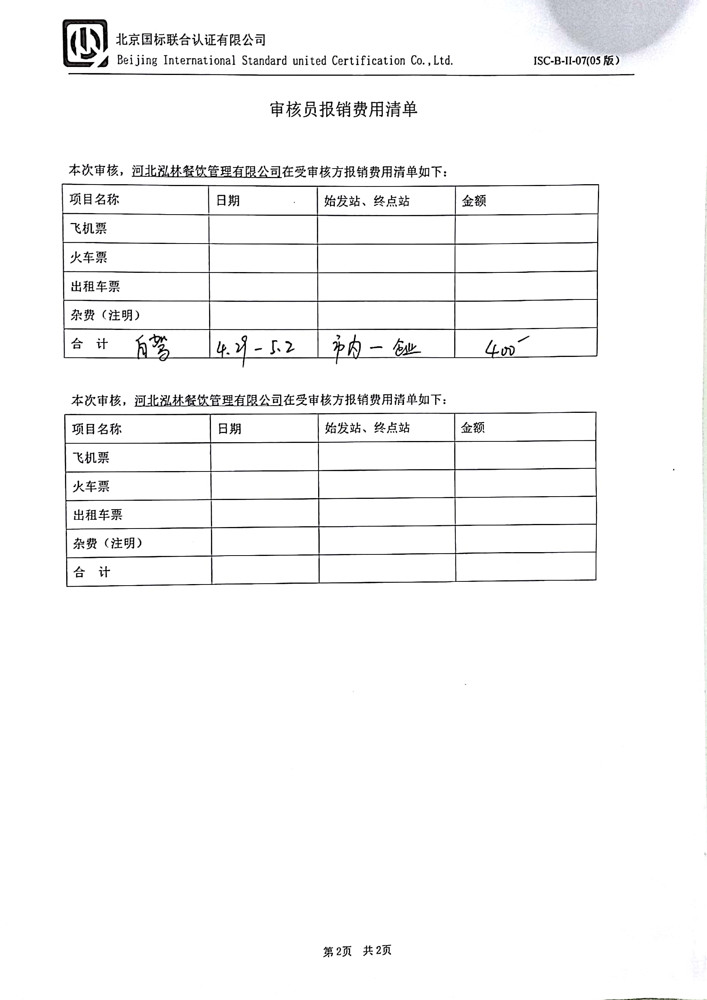 北京国标联合认证有限公司
Beijing International Standard united Certification Co.,Ltd. ISC-B-II-07(05版)
审核员报销费用清单
本次审核，河北泓林餐饮管理有限公司在受审核方报销费用清单如下：
项目名称 日期 始发站、终点站 金额
飞机票
火车票
出租车票
杂费（注明）
合 计 自驾 4.29-5.2 市内-企业 400-
本次审核，河北泓林餐饮管理有限公司在受审核方报销费用清单如下：
项目名称 日期 始发站、终点站 金额
飞机票
火车票
出租车票
杂费（注明）
合 计
第2页 共2页